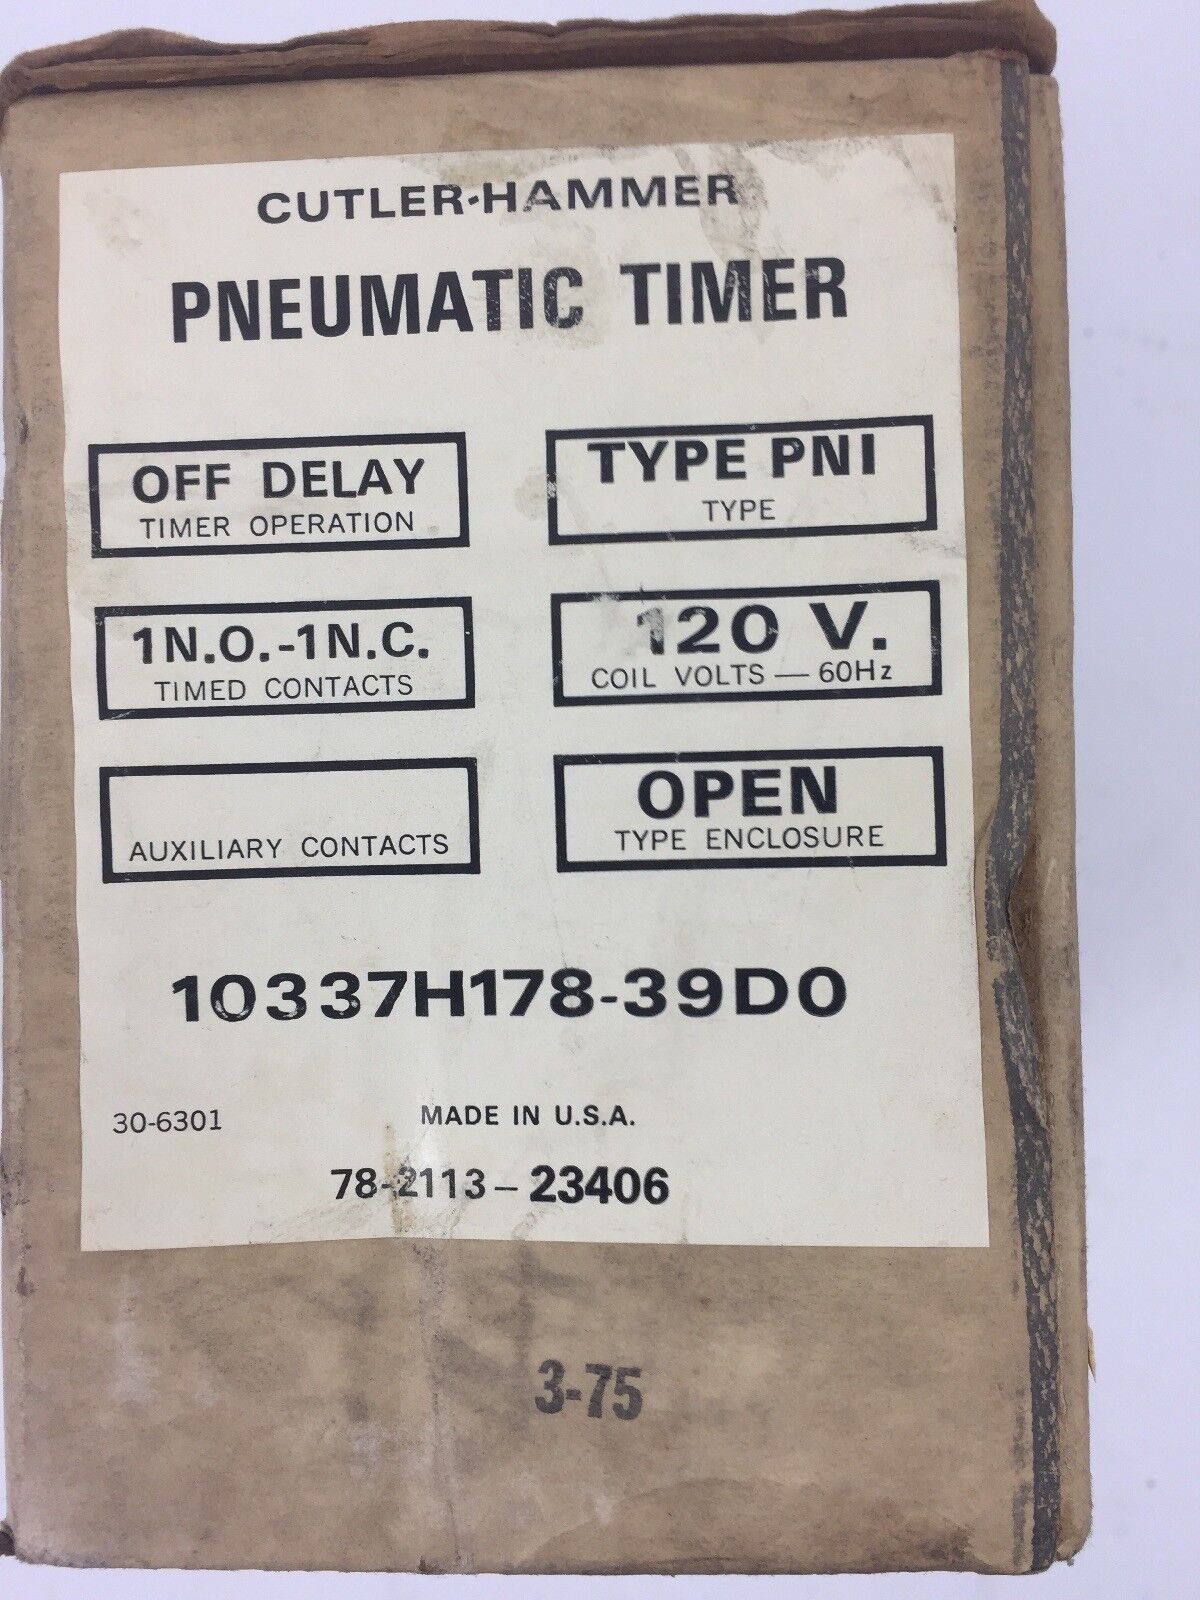 CUTLER-HAMMER
PNEUMATIC TIMER
OFF DELAY
TIMER OPERATION
TYPE PNI
TYPE
1N.O.-1N.C.
TIMED CONTACTS
120 V.
COIL VOLTS — 60Hz
AUXILIARY CONTACTS
OPEN
TYPE ENCLOSURE
10337H178-39D0
30-6301
MADE IN U.S.A.
78-2113 – 23406
3-75